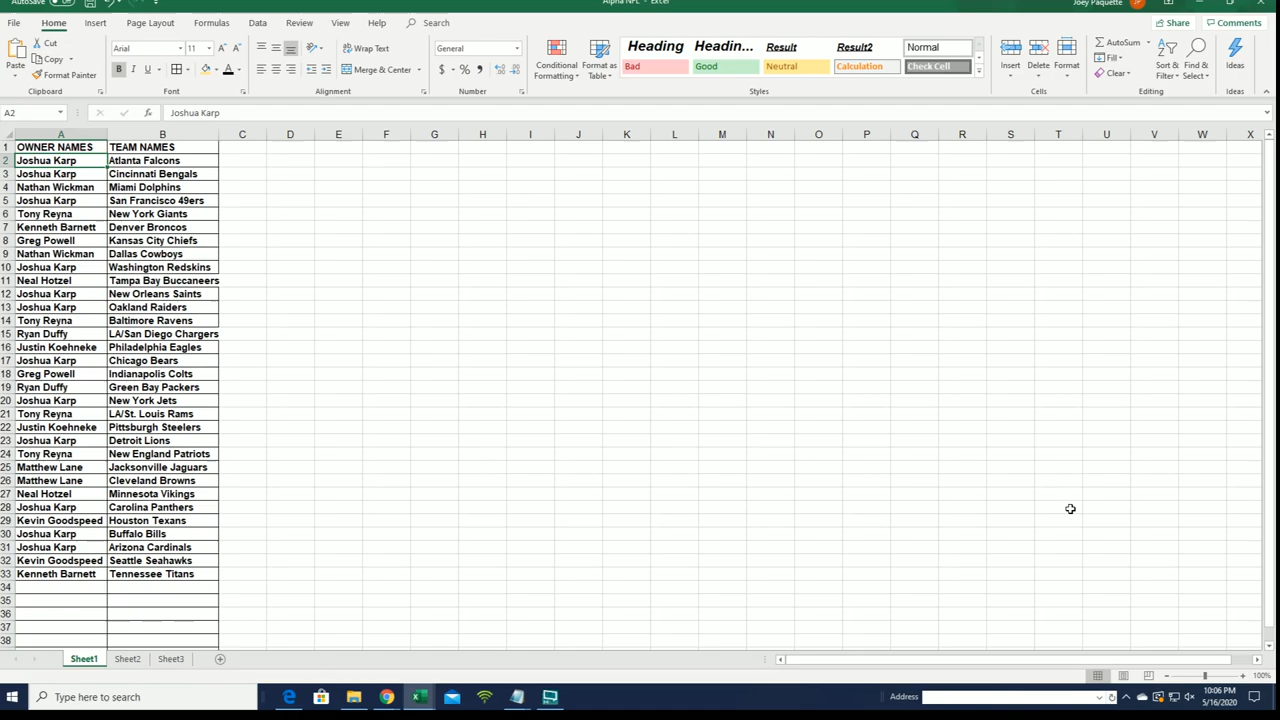 AutoSave Off Alpha NFL - Excel Joey Paquette JP
File Home Insert Page Layout Formulas Data Review View Help Search Share Comments
Paste Cut Copy Format Painter Clipboard
Arial 11 A A B I U A Font
Wrap Text Merge & Center Alignment
General $ % , Number
Conditional Formatting Format as Table
Heading Headin... Result Result2 Normal
Bad Good Neutral Calculation Check Cell
Styles
Insert Delete Format Cells
AutoSum Fill Clear Sort & Filter Find & Select Editing
Ideas Ideas
A2 fx Joshua Karp
A B C D E F G H I J K L M N O P Q R S T U V W X
1 OWNER NAMES TEAM NAMES
2 Joshua Karp Atlanta Falcons
3 Joshua Karp Cincinnati Bengals
4 Nathan Wickman Miami Dolphins
5 Joshua Karp San Francisco 49ers
6 Tony Reyna New York Giants
7 Kenneth Barnett Denver Broncos
8 Greg Powell Kansas City Chiefs
9 Nathan Wickman Dallas Cowboys
10 Joshua Karp Washington Redskins
11 Neal Hotzel Tampa Bay Buccaneers
12 Joshua Karp New Orleans Saints
13 Joshua Karp Oakland Raiders
14 Tony Reyna Baltimore Ravens
15 Ryan Duffy LA/San Diego Chargers
16 Justin Koehneke Philadelphia Eagles
17 Joshua Karp Chicago Bears
18 Greg Powell Indianapolis Colts
19 Ryan Duffy Green Bay Packers
20 Joshua Karp New York Jets
21 Tony Reyna LA/St. Louis Rams
22 Justin Koehneke Pittsburgh Steelers
23 Joshua Karp Detroit Lions
24 Tony Reyna New England Patriots
25 Matthew Lane Jacksonville Jaguars
26 Matthew Lane Cleveland Browns
27 Neal Hotzel Minnesota Vikings
28 Joshua Karp Carolina Panthers
29 Kevin Goodspeed Houston Texans
30 Joshua Karp Buffalo Bills
31 Joshua Karp Arizona Cardinals
32 Kevin Goodspeed Seattle Seahawks
33 Kenneth Barnett Tennessee Titans
34
35
36
37
38
Sheet1 Sheet2 Sheet3
100%
Type here to search Address 10:06 PM
5/16/2020